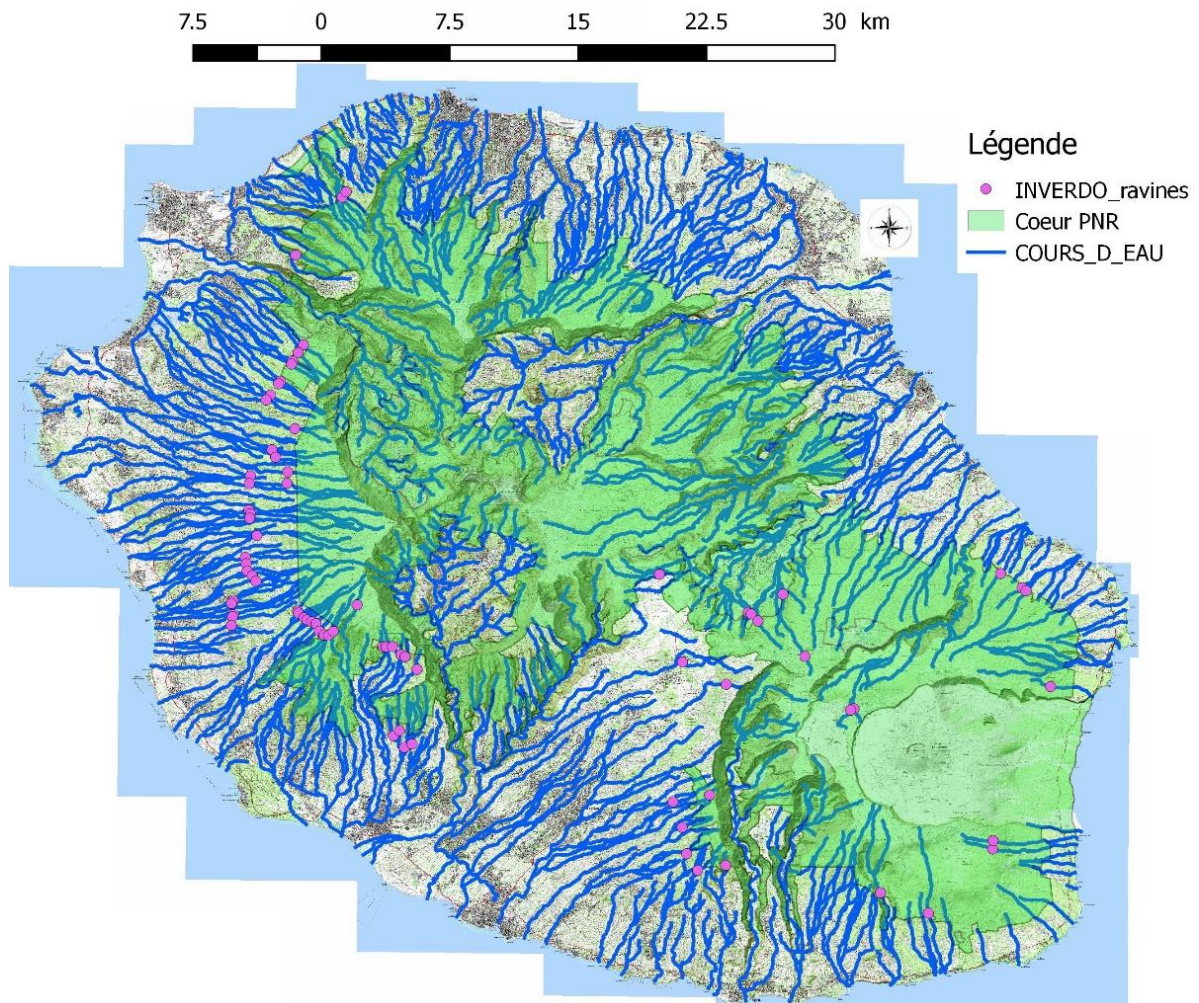 7.5 0 7.5 15 22.5 30 km
Légende
INVERDO_ravines
Coeur PNR
COURS_D_EAU